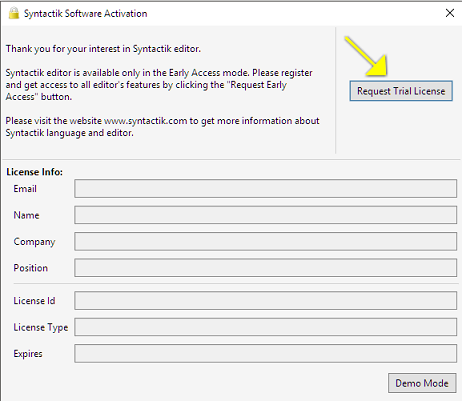 Syntactik Software Activation
Thank you for your interest in Syntactik editor.
Syntactik editor is available only in the Early Access mode. Please register
and get access to all editor's features by clicking the "Request Early
Access" button.
Please visit the website www.syntactik.com to get more information about
Syntactik language and editor.
Request Trial License
License Info:
Email
Name
Company
Position
License Id
License Type
Expires
Demo Mode